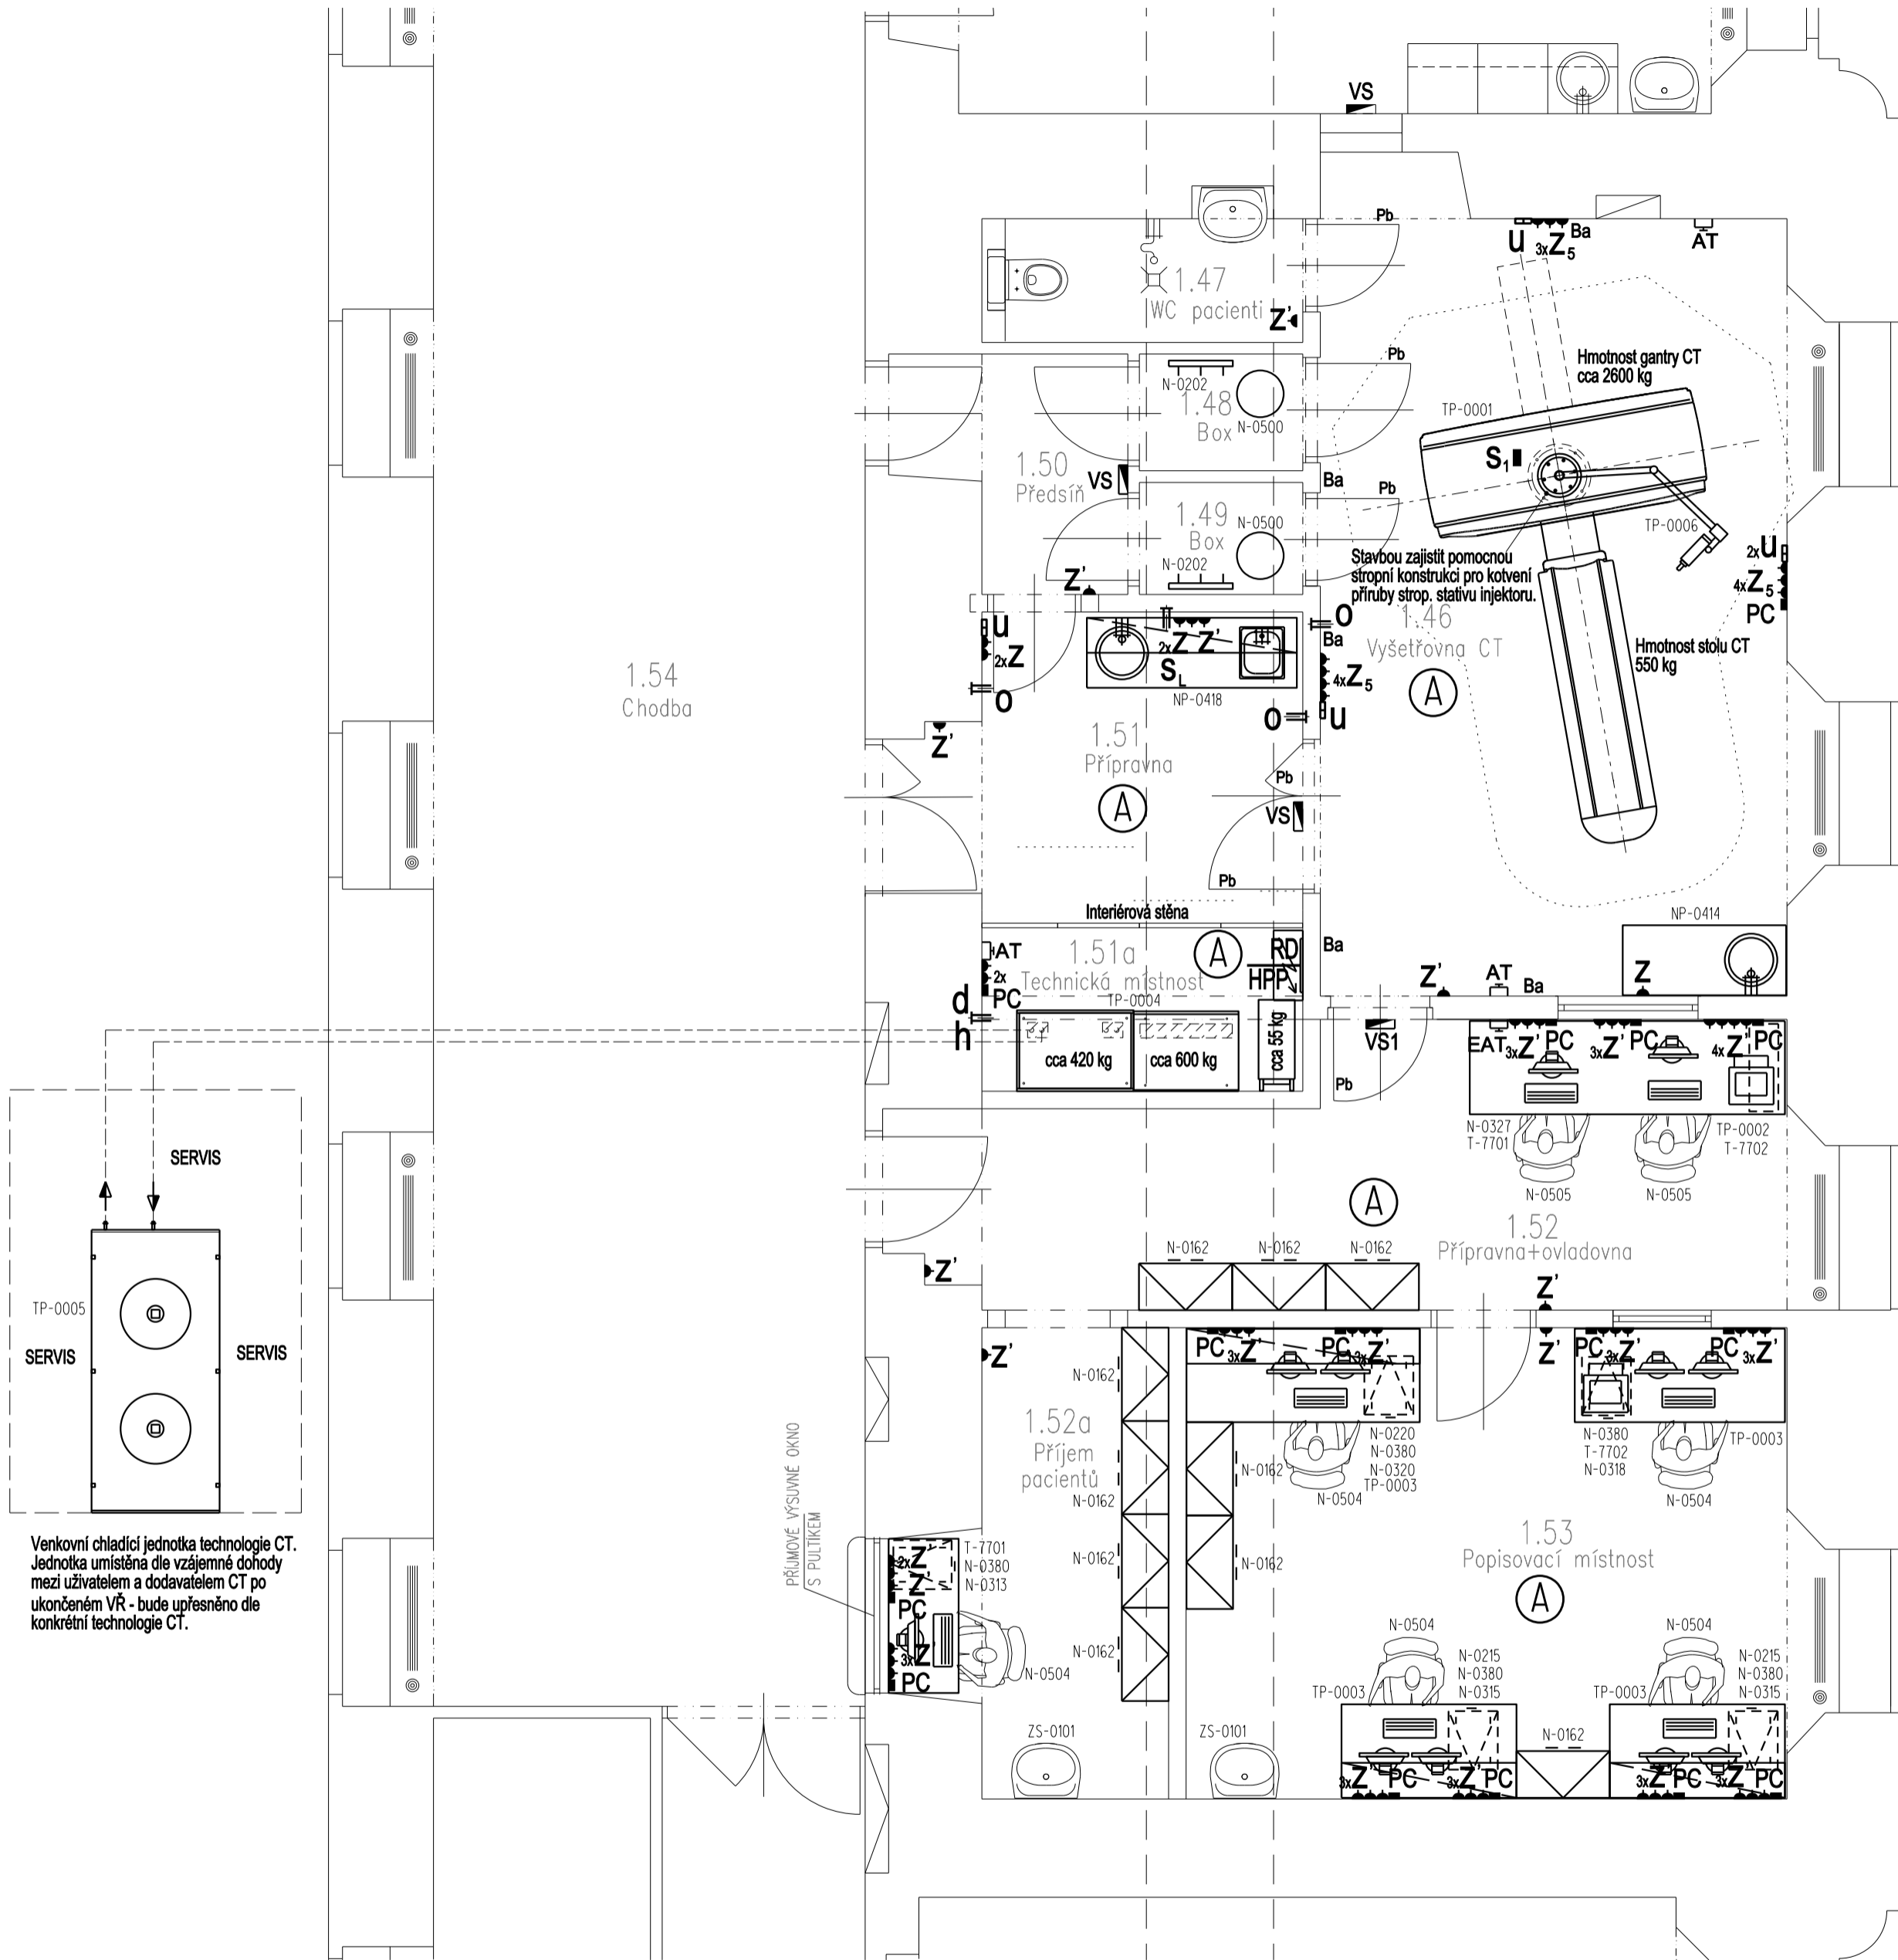 VS
Pb
u 3xZ5 Ba
AT
1.47
WC pacienti
Z'
Hmotnost gantry CT
cca 2600 kg
Pb
N-0202
1.48
Box
N-0500
TP-0001
S1
1.50
Předsíň
VS
Ba
Pb
1.49
Box
N-0500
N-0202
TP-0006
Stavbou zajistit pomocnou
stropní konstrukci pro kotvení
příruby strop. stativu injektoru.
2xu
4xZ5
PC
Z'
u
2xZ
o
2xZ Z'
SL
NP-0418
o
Ba
4xZ5
o
u
1.46
Vyšetřovna CT
A
Hmotnost stolu CT
550 kg
1.54
Chodba
Z'
1.51
Přípravna
A
Pb
VS
Pb
Interiérová stěna
NP-0414
AT
2x
PC
d
h
1.51a
Technická místnost
TP-0004
A
RD
HPP
Ba
Z'
AT
Ba
Z
cca 420 kg
cca 600 kg
cca 55 kg
VS1
Pb
EAT 3xZ' PC
3xZ' PC
4xZ' PC
N-0327
T-7701
TP-0002
T-7702
N-0505
N-0505
SERVIS
A
1.52
Přípravna+ovladovna
N-0162
N-0162
N-0162
Z'
Z'
TP-0005
SERVIS
SERVIS
Z'
PC 3xZ'
PC 3xZ'
Z'
PC 3xZ'
PC 3xZ'
N-0162
1.52a
Příjem
pacientů
N-0220
N-0380
N-0320
TP-0003
N-0504
N-0380
T-7702
N-0318
TP-0003
N-0504
N-0162
N-0162
N-0162
N-0162
N-0162
PŘÍJMOVÉ VÝSUVNÉ OKNO
S PULTÍKEM
1.53
Popisovací místnost
A
Venkovní chladící jednotka technologie CT.
Jednotka umístěna dle vzájemné dohody
mezi uživatelem a dodavatelem CT po
ukončeném VŘ - bude upřesněno dle
konkrétní technologie CT.
2xZ'
Z'
PC
3xZ'
PC
T-7701
N-0380
N-0313
N-0504
N-0504
N-0215
N-0380
N-0315
TP-0003
N-0504
N-0215
N-0380
N-0315
TP-0003
ZS-0101
ZS-0101
N-0162
3xZ' PC
3xZ' PC
3xZ' PC
3xZ' PC